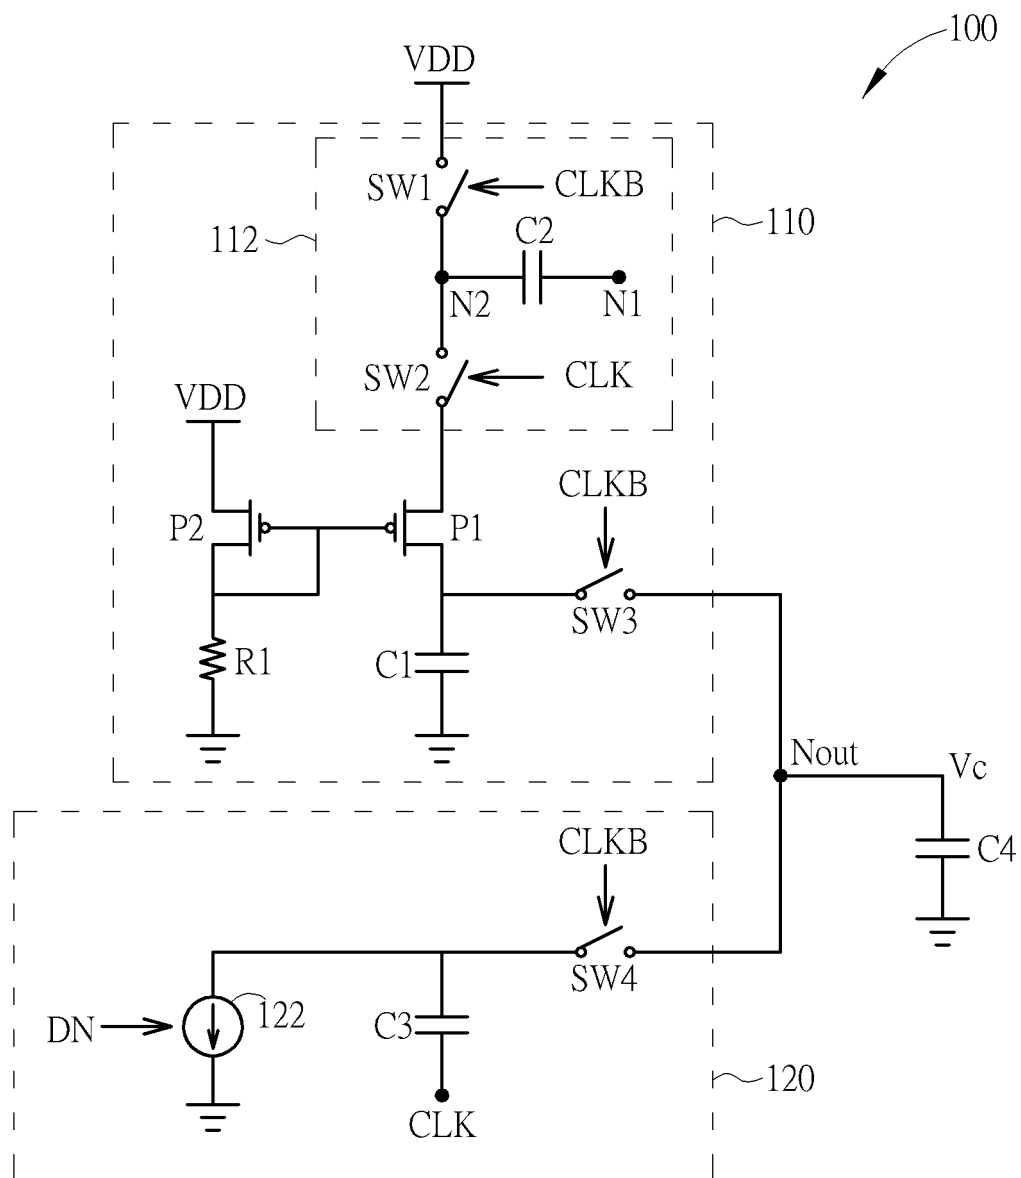 100
VDD
SW1
CLKB
110
112
C2
N2
N1
SW2
CLK
VDD
CLKB
P2
P1
SW3
R1
C1
Nout
Vc
CLKB
C4
SW4
122
DN
C3
120
CLK